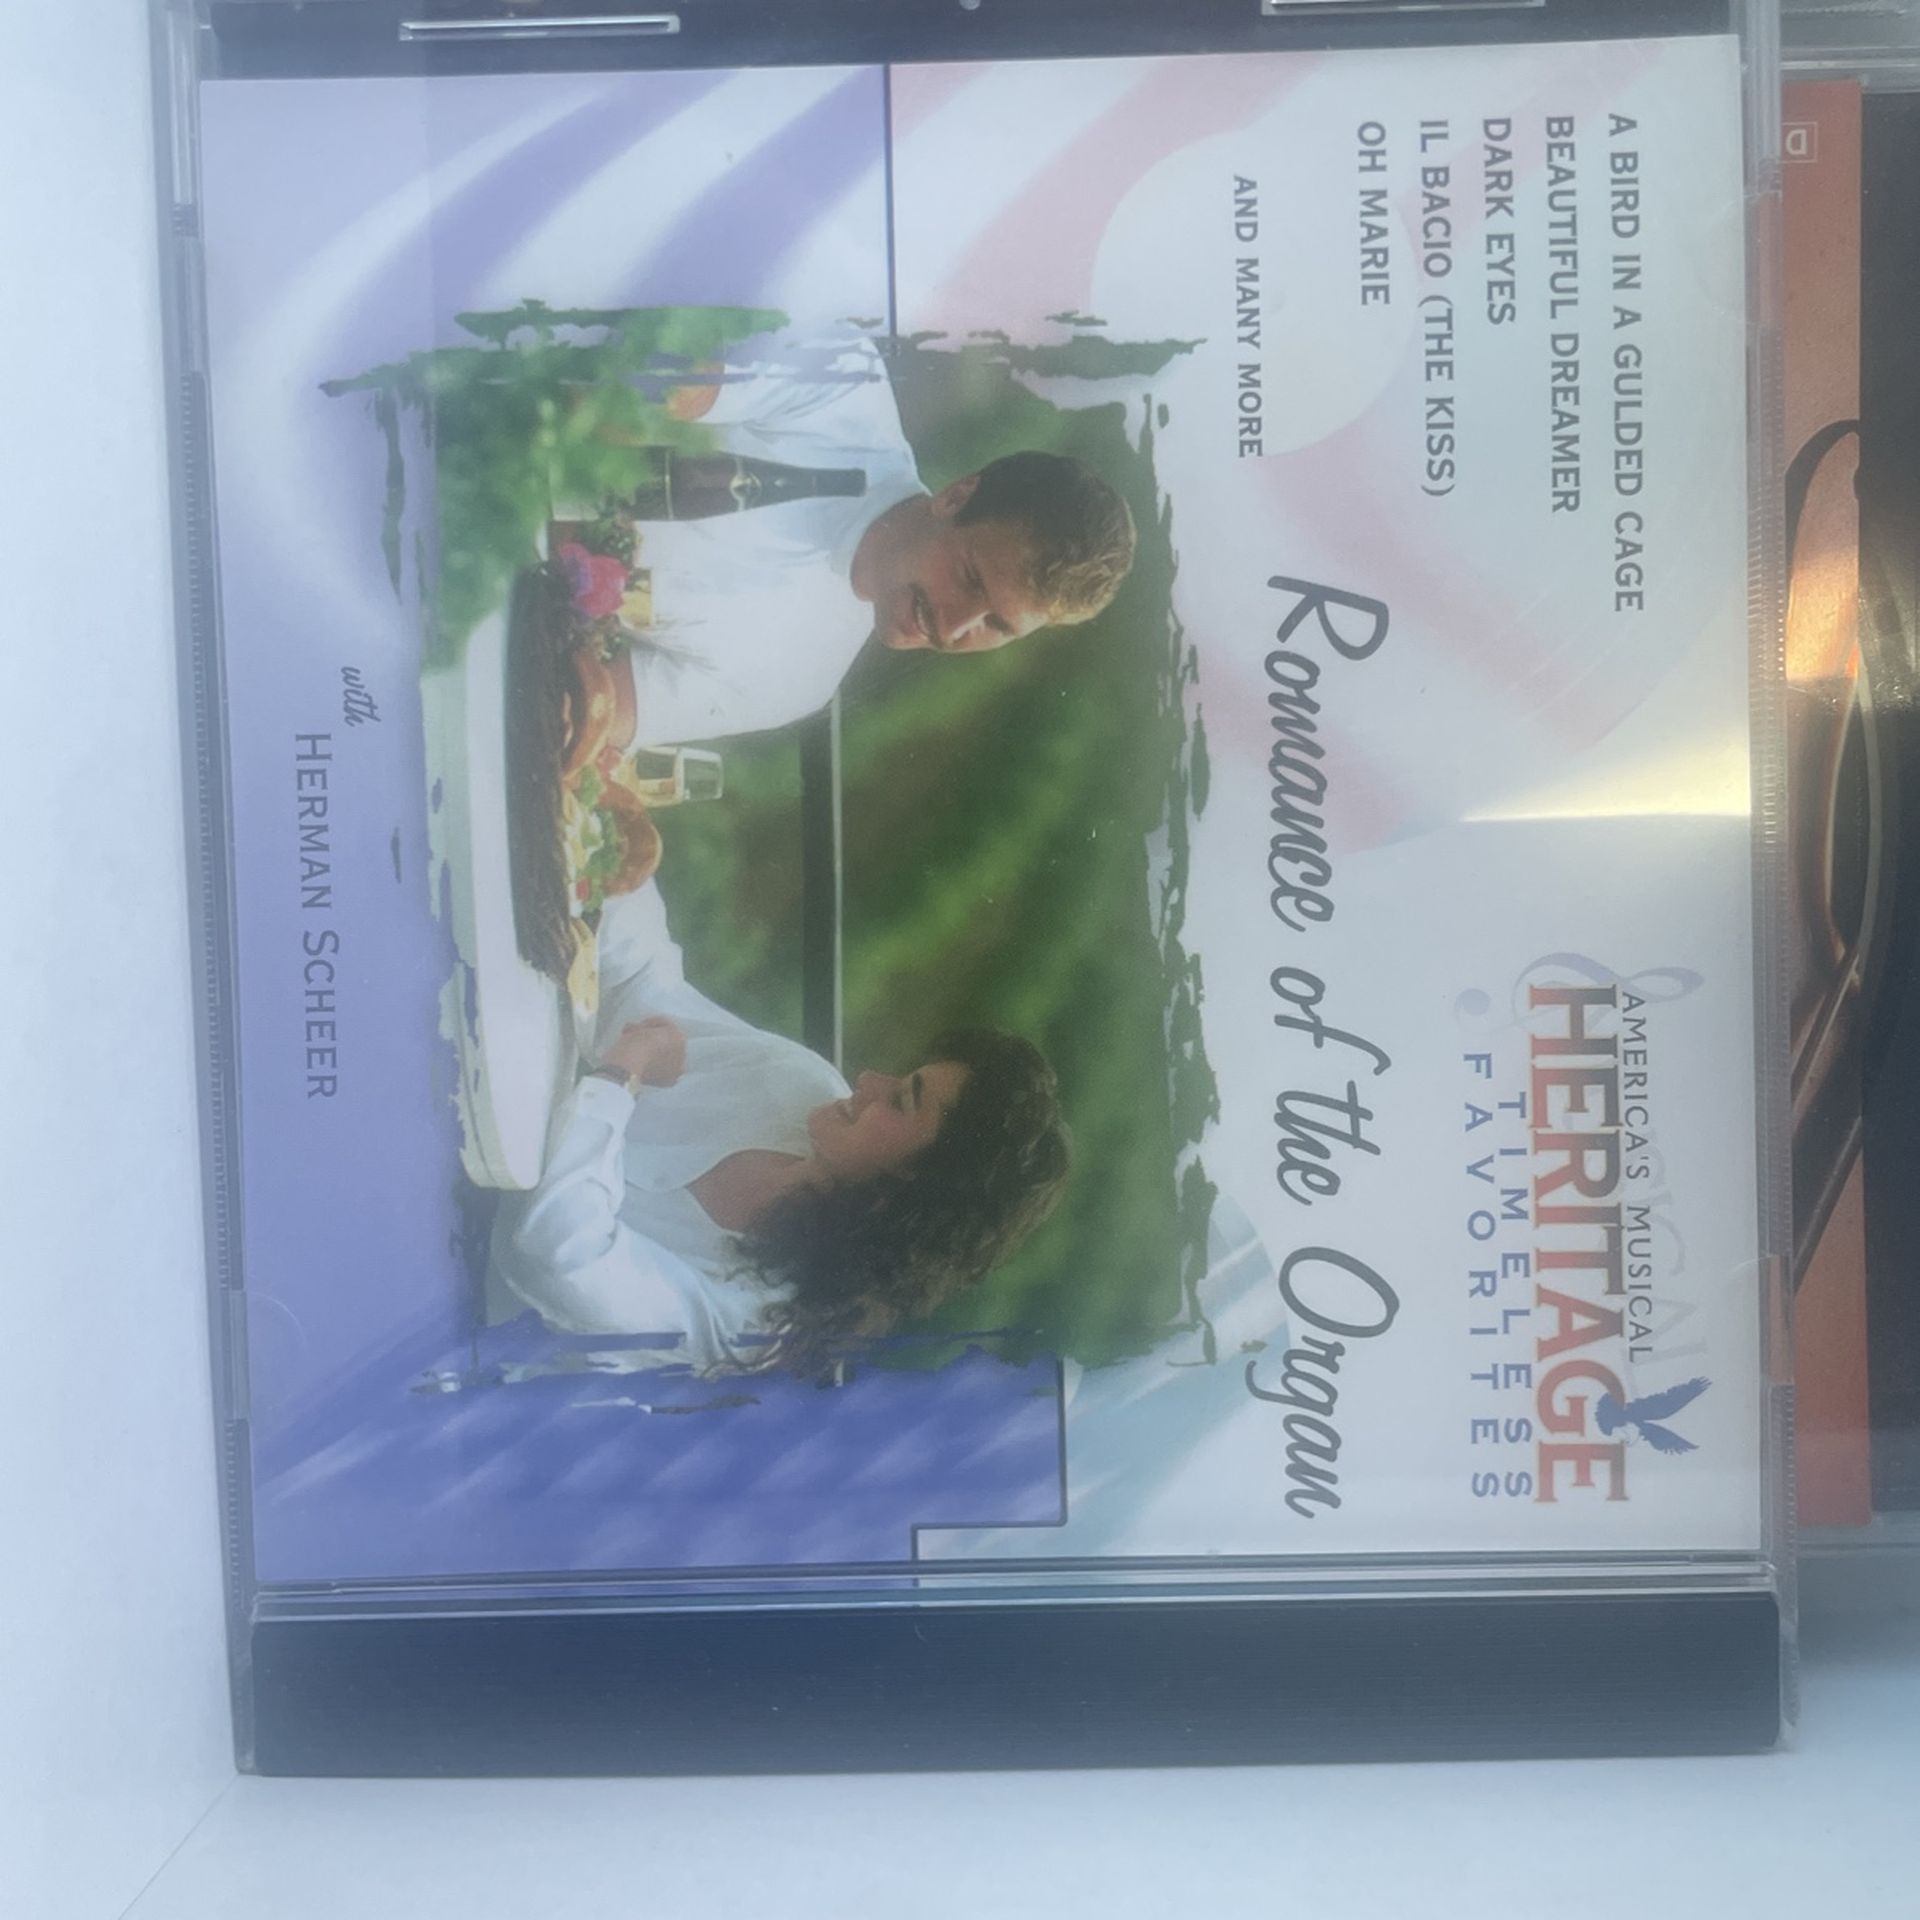 A BIRD IN A GULDED CAGE
BEAUTIFUL DREAMER
DARK EYES
IL BACIO (THE KISS)
OH MARIE
AND MANY MORE
AMERICA'S MUSICAL
HERITAGE
TIMELESS
FAVORITES
Romance of the Organ
with
HERMAN SCHEER